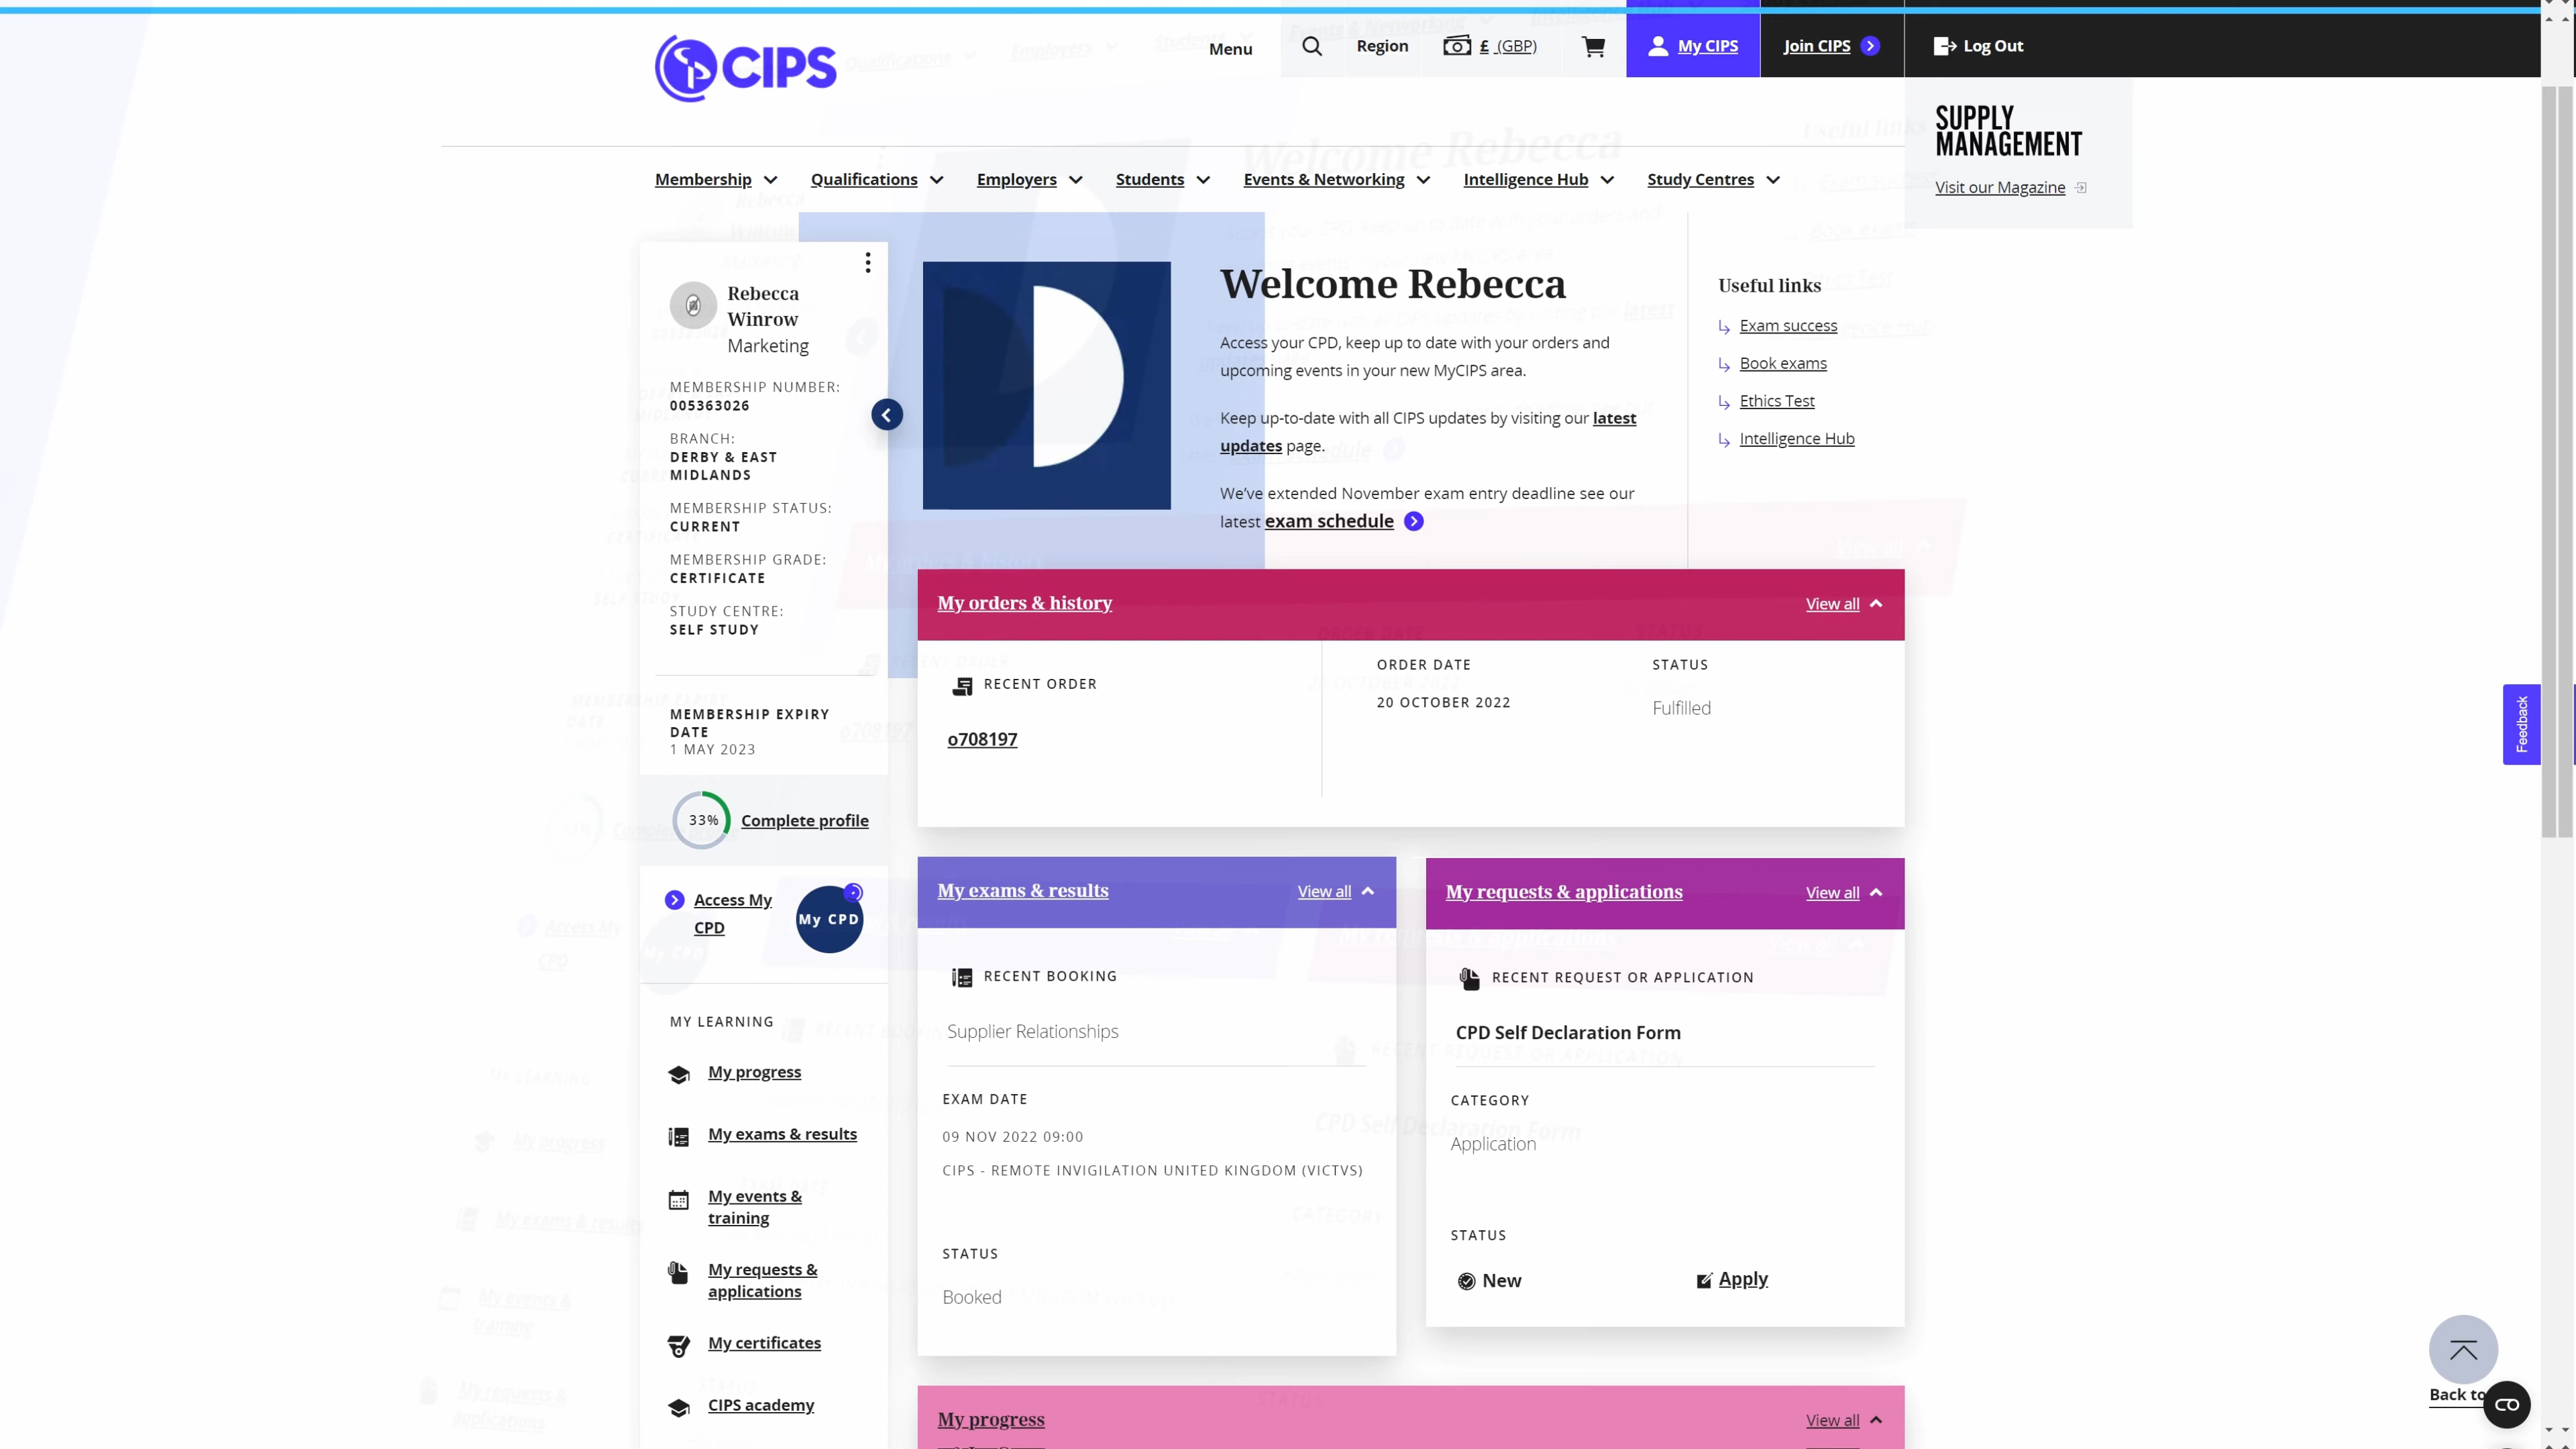 CIPS
Menu
Region
£ (GBP)
My CIPS
Join CIPS
Log Out
SUPPLY
MANAGEMENT
Visit our Magazine
Membership
Qualifications
Employers
Students
Events & Networking
Intelligence Hub
Study Centres
Rebecca
Winrow
Marketing
MEMBERSHIP NUMBER:
005363026
BRANCH:
DERBY & EAST
MIDLANDS
MEMBERSHIP STATUS:
CURRENT
MEMBERSHIP GRADE:
CERTIFICATE
STUDY CENTRE:
SELF STUDY
MEMBERSHIP EXPIRY
DATE
1 MAY 2023
33%
Complete profile
Access My
CPD
My CPD
MY LEARNING
My progress
My exams & results
My events &
training
My requests &
applications
My certificates
CIPS academy
Welcome Rebecca
Access your CPD, keep up to date with your orders and
upcoming events in your new MyCIPS area.
Keep up-to-date with all CIPS updates by visiting our latest
updates page.
We've extended November exam entry deadline see our
latest exam schedule
Useful links
Exam success
Book exams
Ethics Test
Intelligence Hub
My orders & history
View all
RECENT ORDER
o708197
ORDER DATE
20 OCTOBER 2022
STATUS
Fulfilled
My exams & results
View all
RECENT BOOKING
Supplier Relationships
EXAM DATE
09 NOV 2022 09:00
CIPS - REMOTE INVIGILATION UNITED KINGDOM (VICTVS)
STATUS
Booked
My requests & applications
View all
RECENT REQUEST OR APPLICATION
CPD Self Declaration Form
CATEGORY
Application
STATUS
New
Apply
My progress
View all
Feedback
Back to